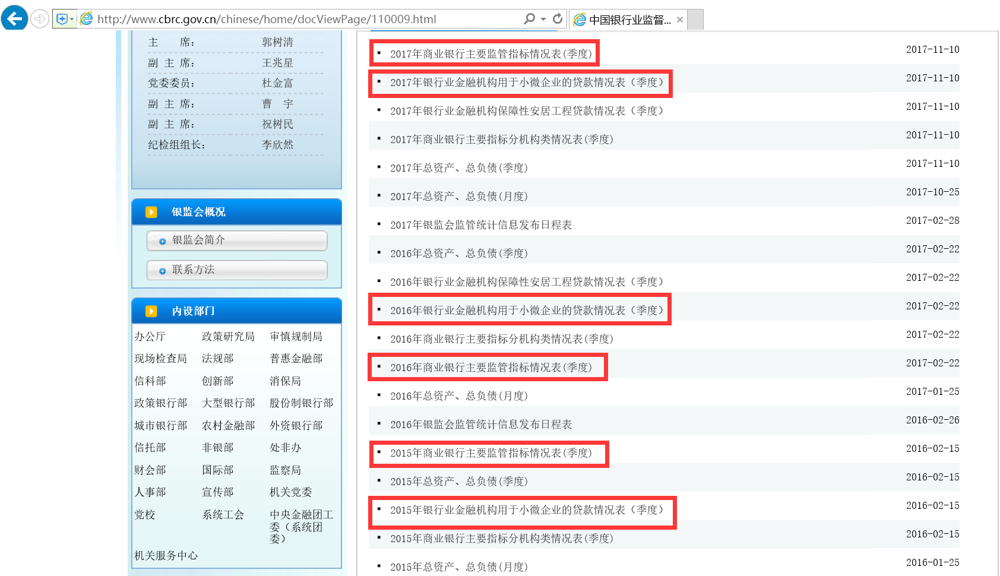 http://www.cbrc.gov.cn/chinese/home/docViewPage/110009.html
中国银行业监督...
主 席： 郭树清
副 主 席： 王兆星
党委委员： 杜金富
副 主 席： 曹 宇
副 主 席： 祝树民
纪检组组长： 李欣然
银监会概况
银监会简介
联系方法
内设部门
办公厅 政策研究局 审慎规制局
现场检查局 法规部 普惠金融部
信科部 创新部 消保局
政策银行部 大型银行部 股份制银行部
城市银行部 农村金融部 外资银行部
信托部 非银部 处非办
财会部 国际部 监察局
人事部 宣传部 机关党委
党校 系统工会 中央金融团工
委（系统团
委）
机关服务中心
2017年商业银行主要监管指标情况表(季度) 2017-11-10
2017年银行业金融机构用于小微企业的贷款情况表（季度） 2017-11-10
2017年银行业金融机构保障性安居工程贷款情况表（季度） 2017-11-10
2017年商业银行主要指标分机构类情况表(季度) 2017-11-10
2017年总资产、总负债(季度) 2017-11-10
2017年总资产、总负债(月度) 2017-10-25
2017年银监会监管统计信息发布日程表 2017-02-28
2016年总资产、总负债(季度) 2017-02-22
2016年银行业金融机构保障性安居工程贷款情况表（季度） 2017-02-22
2016年银行业金融机构用于小微企业的贷款情况表（季度） 2017-02-22
2016年商业银行主要指标分机构类情况表(季度) 2017-02-22
2016年商业银行主要监管指标情况表(季度) 2017-02-22
2016年总资产、总负债(月度) 2017-01-25
2016年银监会监管统计信息发布日程表 2016-02-26
2015年商业银行主要监管指标情况表(季度) 2016-02-15
2015年总资产、总负债(季度) 2016-02-15
2015年银行业金融机构用于小微企业的贷款情况表（季度） 2016-02-15
2015年商业银行主要指标分机构类情况表(季度) 2016-02-15
2015年总资产、总负债(月度) 2016-01-25